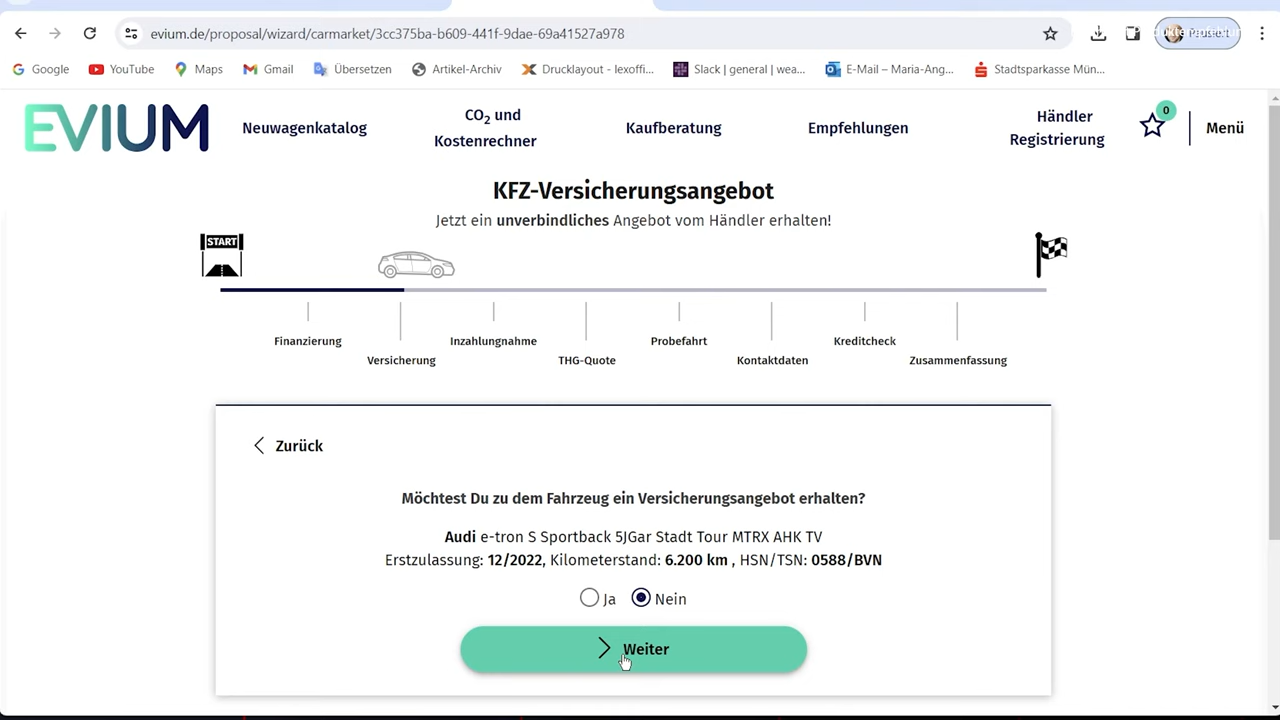 evium.de/proposal/wizard/carmarket/3cc375ba-b609-441f-9dae-69a41527a978
Google
YouTube
Maps
Gmail
Übersetzen
Artikel-Archiv
Drucklayout - lexoffi...
Slack | general | wea...
E-Mail – Maria-Ang...
Stadtsparkasse Mün...
EVIUM
Neuwagenkatalog
CO2 und
Kostenrechner
Kaufberatung
Empfehlungen
Händler
Registrierung
0
Menü
KFZ-Versicherungsangebot
Jetzt ein unverbindliches Angebot vom Händler erhalten!
START
Finanzierung
Versicherung
Inzahlungnahme
THG-Quote
Probefahrt
Kontaktdaten
Kreditcheck
Zusammenfassung
Zurück
Möchtest Du zu dem Fahrzeug ein Versicherungsangebot erhalten?
Audi e-tron S Sportback 5JGar Stadt Tour MTRX AHK TV
Erstzulassung: 12/2022, Kilometerstand: 6.200 km , HSN/TSN: 0588/BVN
Ja Nein
Weiter